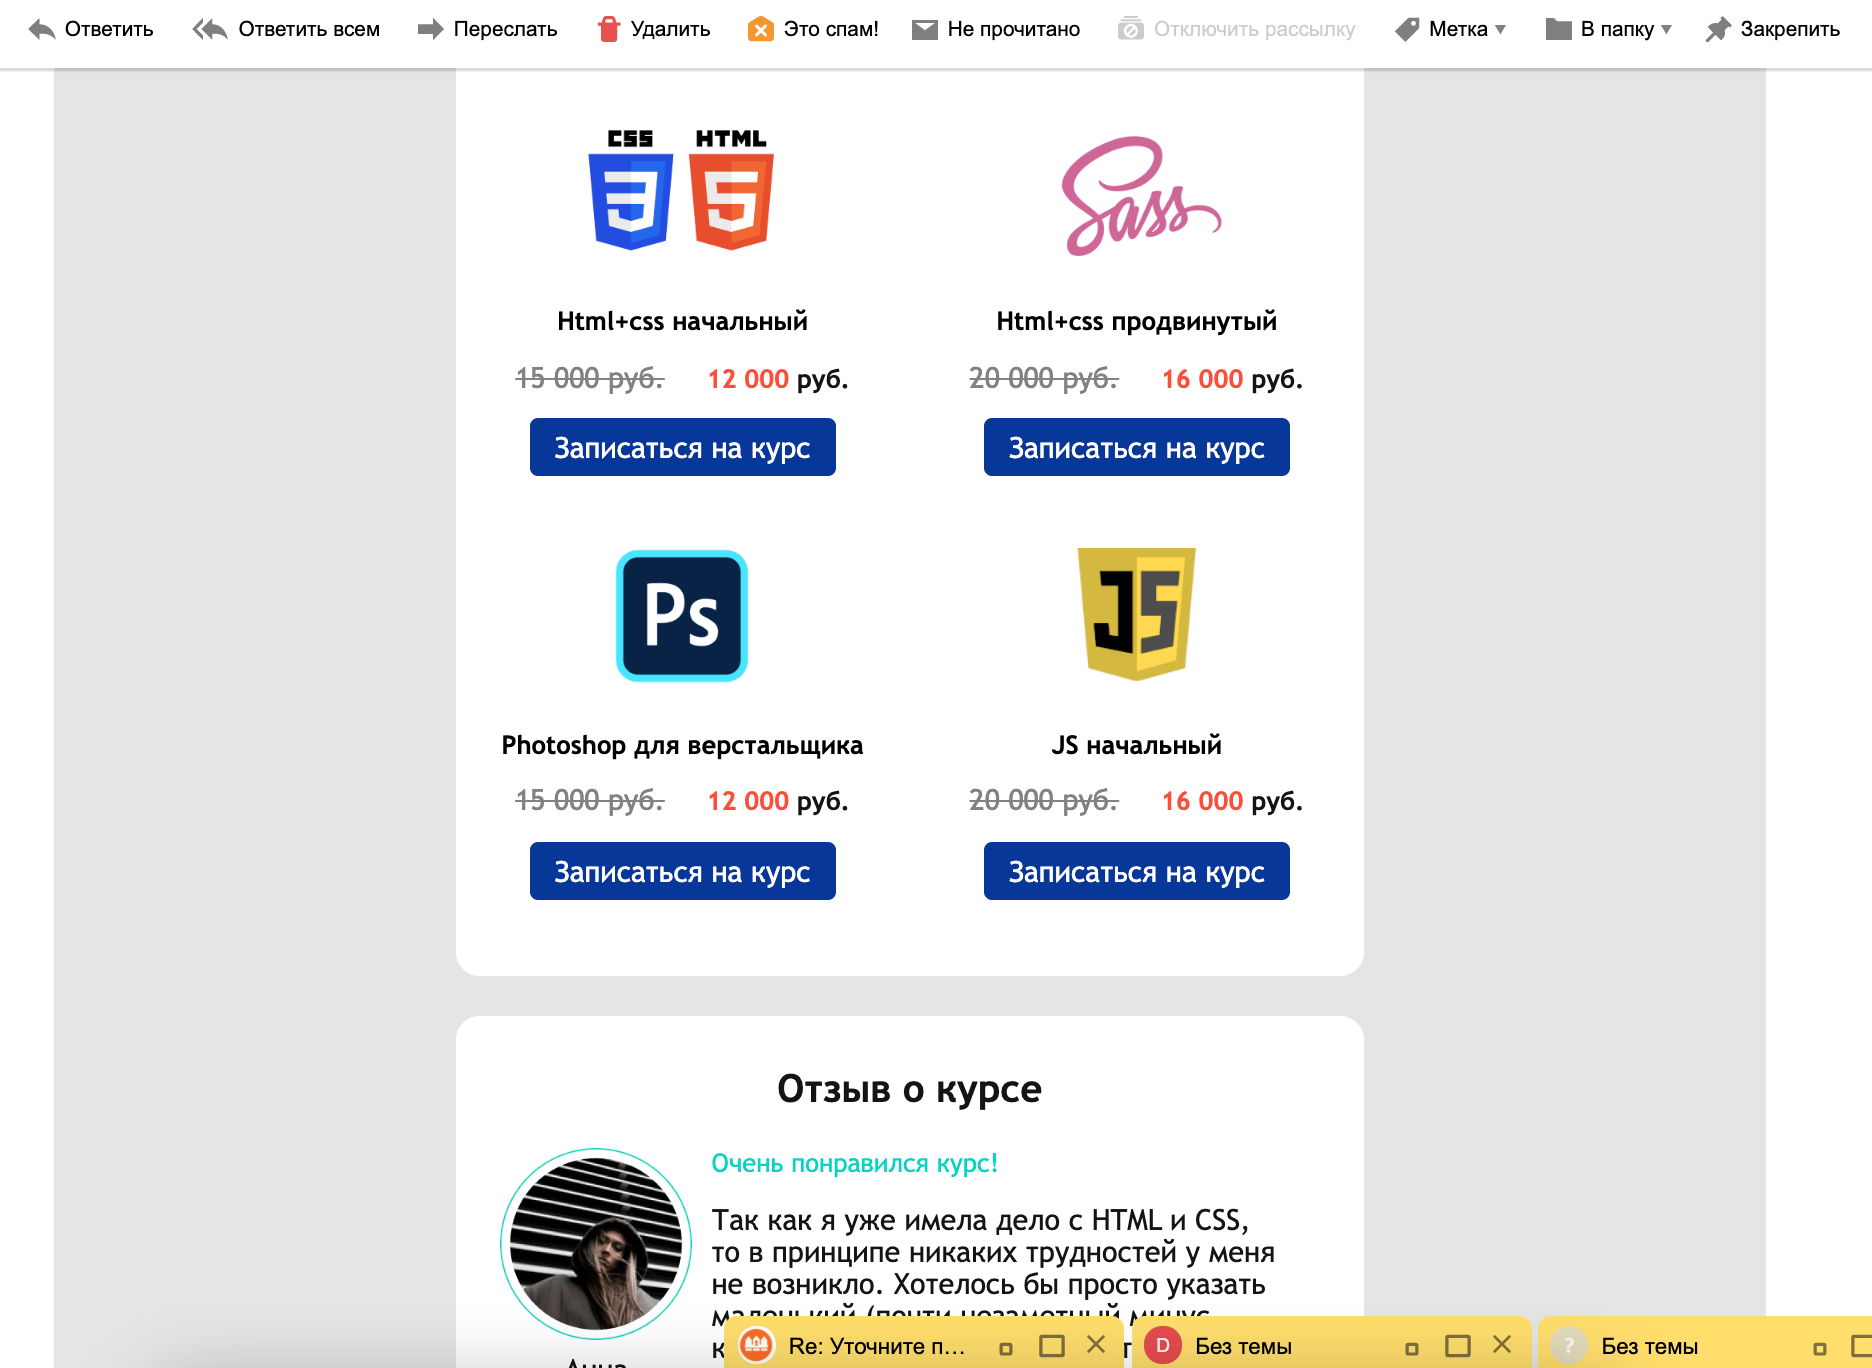 Ответить Ответить всем Переслать Удалить Это спам! Не прочитано Отключить рассылку Метка В папку Закрепить
CSS HTML
Sass
Html+css начальный Html+css продвинутый
15 000 руб. 12 000 руб. 20 000 руб. 16 000 руб.
Записаться на курс Записаться на курс
Ps JS
Photoshop для верстальщика JS начальный
15 000 руб. 12 000 руб. 20 000 руб. 16 000 руб.
Записаться на курс Записаться на курс
Отзыв о курсе
Очень понравился курс!
Так как я уже имела дело с HTML и CSS,
то в принципе никаких трудностей у меня
не возникло. Хотелось бы просто указать
маленький (почти незаметный минус
Анна
Re: Уточните п... D Без темы ? Без темы